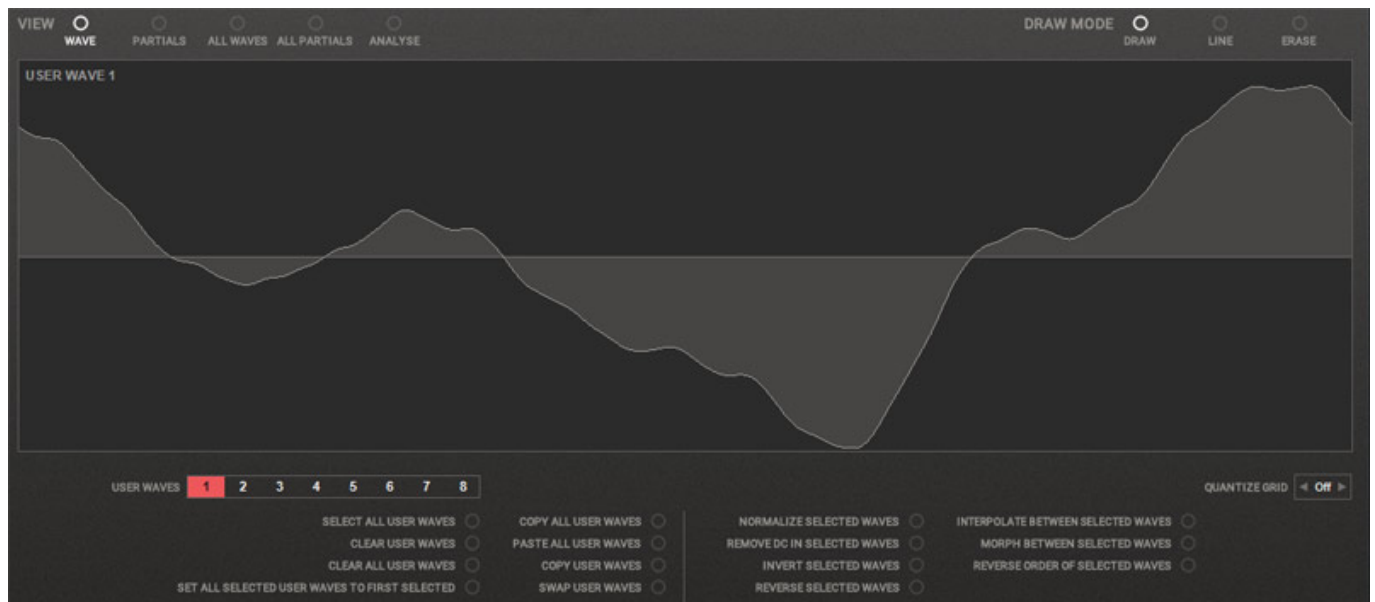 VIEW DRAW MODE
WAVE PARTIALS ALL WAVES ALL PARTIALS ANALYSE DRAW LINE ERASE
USER WAVE 1
USER WAVES 1 2 3 4 5 6 7 8 QUANTIZE GRID Off
SELECT ALL USER WAVES COPY ALL USER WAVES NORMALIZE SELECTED WAVES INTERPOLATE BETWEEN SELECTED WAVES
CLEAR USER WAVES PASTE ALL USER WAVES REMOVE DC IN SELECTED WAVES MORPH BETWEEN SELECTED WAVES
CLEAR ALL USER WAVES COPY USER WAVES INVERT SELECTED WAVES REVERSE ORDER OF SELECTED WAVES
SET ALL SELECTED USER WAVES TO FIRST SELECTED SWAP USER WAVES REVERSE SELECTED WAVES